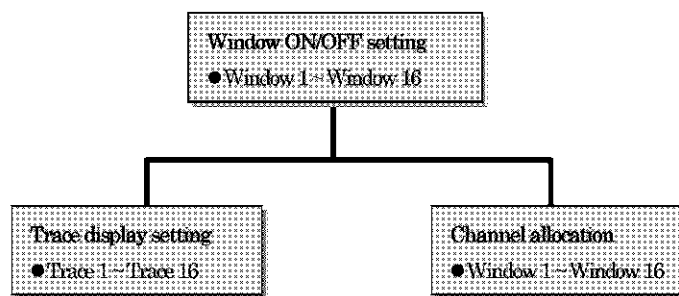 Window ON/OFF setting
●Window 1~Window 16
Trace display setting
●Trace 1~Trace 16
Channel allocation
●Window 1~Window 16